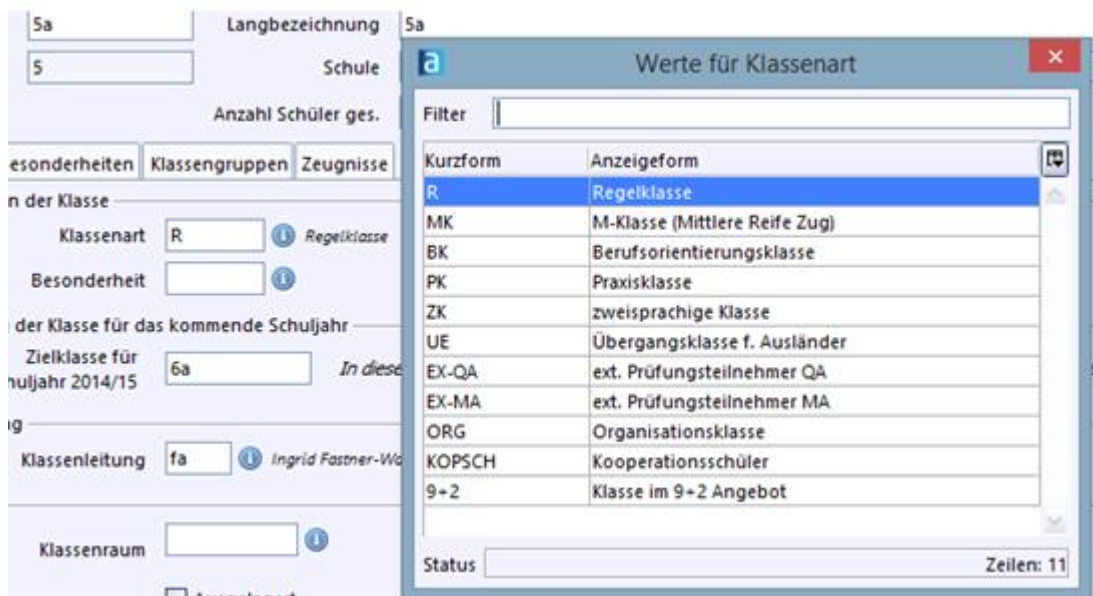 5a Langbezeichnung 5a
5 Schule
Anzahl Schüler ges.
esonderheiten Klassengruppen Zeugnisse
n der Klasse
Klassenart R Regelklasse
Besonderheit
der Klasse für das kommende Schuljahr
Zielklasse für
huljahr 2014/15 6a In diese
ng
Klassenleitung fa Ingrid Fastner-Wo
Klassenraum
a Werte für Klassenart
Filter
Kurzform Anzeigeform
R Regelklasse
MK M-Klasse (Mittlere Reife Zug)
BK Berufsorientierungsklasse
PK Praxisklasse
ZK zweisprachige Klasse
UE Übergangsklasse f. Ausländer
EX-QA ext. Prüfungsteilnehmer QA
EX-MA ext. Prüfungsteilnehmer MA
ORG Organisationsklasse
KOPSCH Kooperationsschüler
9+2 Klasse im 9+2 Angebot
Status Zeilen: 11